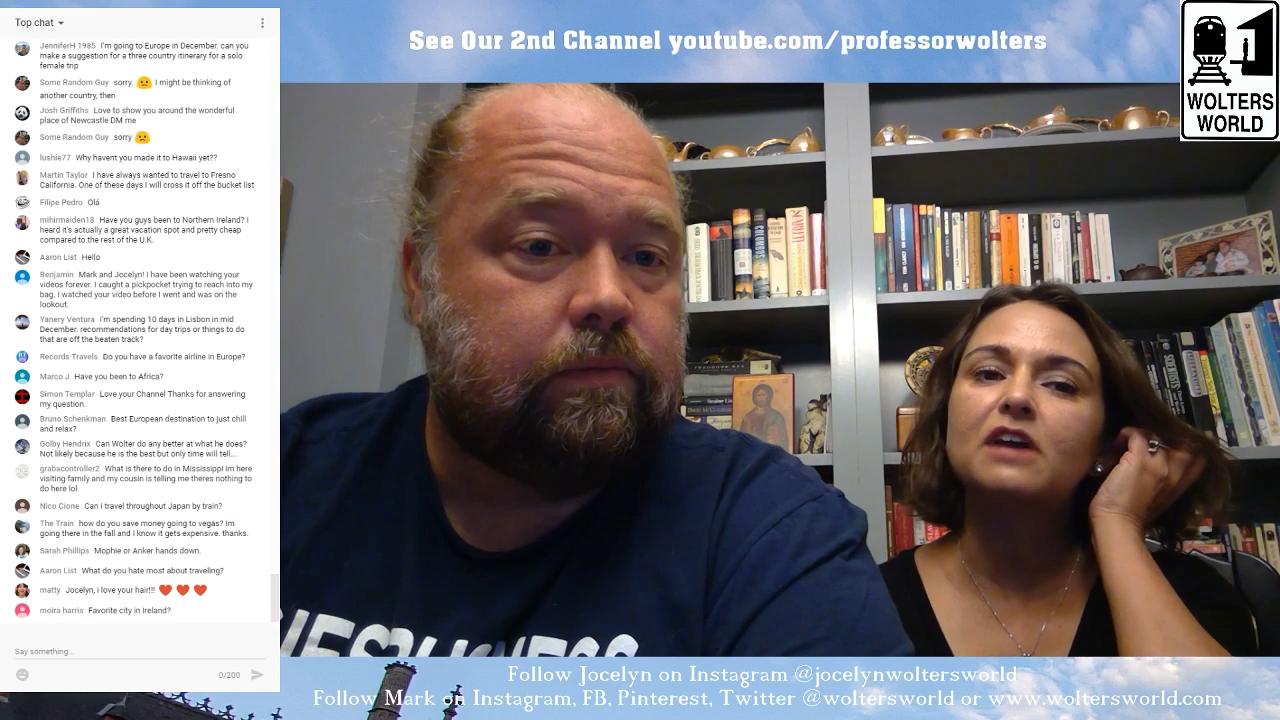 Top chat
JenniferH 1985 I'm going to Europe in December. can you
make a suggestion for a three country itinerary for a solo
female trip
Some Random Guy sorry. I might be thinking of
another country, then
Josh Griffiths Love to show you around the wonderful
place of Newcastle DM me
Some Random Guy sorry
lushie77 Why havent you made it to Hawaii yet??
Martin Taylor I have always wanted to travel to Fresno
California. One of these days I will cross it off the bucket list
Filipe Pedro Olá
mihirmaiden18 Have you guys been to Northern Ireland? I
heard it's actually a great vacation spot and pretty cheap
compared to the rest of the U.K.
Aaron List Hello
Benjamin Mark and Jocelyn! I have been watching your
videos forever. I caught a pickpocket trying to reach into my
bag. I watched your video before I went and was on the
lookout.
Yanery Ventura I'm spending 10 days in Lisbon in mid
December. recommendations for day trips or things to do
that are off the beaten track?
Records Travels Do you have a favorite airline in Europe?
Marco J Have you been to Africa?
Simon Templar Love your Channel Thanks for answering
my question.
Bruno Schenkman Best European destination to just chill
and relax?
Golby Hendrix Can Wolter do any better at what he does?
Not likely because he is the best but only time will tell...
grabacontroller2 What is there to do in Mississippi im here
visiting family and my cousin is telling me theres nothing to
do here lol
Nico Cione Can I travel throughout Japan by train?
The Train how do you save money going to vegas? Im
going there in the fall and I know it gets expensive. thanks.
Sarah Phillips Mophie or Anker hands down.
Aaron List What do you hate most about traveling?
matty Jocelyn, i love your hair!!! ❤️ ❤️ ❤️
moira harris Favorite city in Ireland?
Say something...
0/200
See Our 2nd Channel youtube.com/professorwolters
WOLTERS
WORLD
COLUMBUS
Follow Jocelyn on Instagram @jocelynwoltersworld
Follow Mark on Instagram, FB, Pinterest, Twitter @woltersworld or www.woltersworld.com